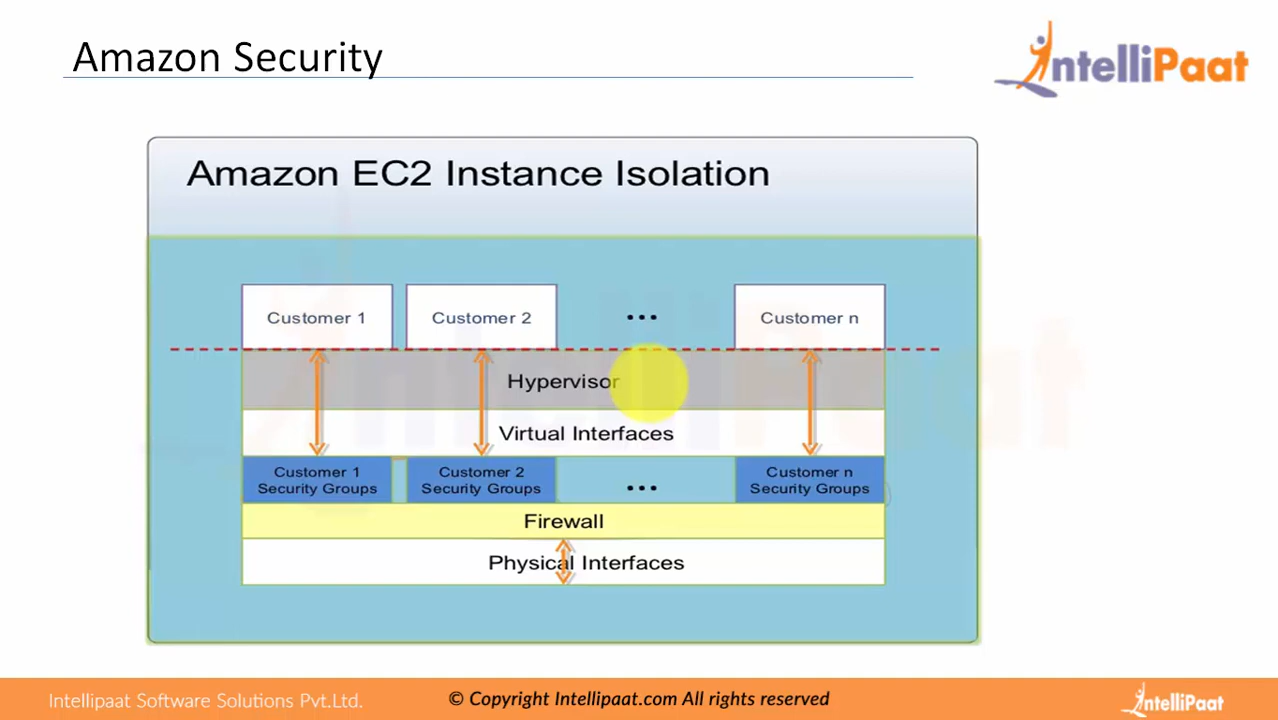 Amazon Security
IntelliPaat
Amazon EC2 Instance Isolation
Customer 1
Customer 2
...
Customer n
Hypervisor
Virtual Interfaces
Customer 1
Security Groups
Customer 2
Security Groups
...
Customer n
Security Groups
Firewall
Physical Interfaces
Intellipaat Software Solutions Pvt.Ltd.
© Copyright Intellipaat.com All rights reserved
IntelliPaat